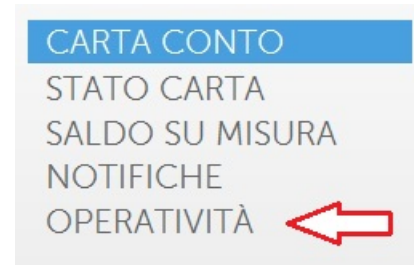 CARTA CONTO
STATO CARTA
SALDO SU MISURA
NOTIFICHE
OPERATIVITÀ